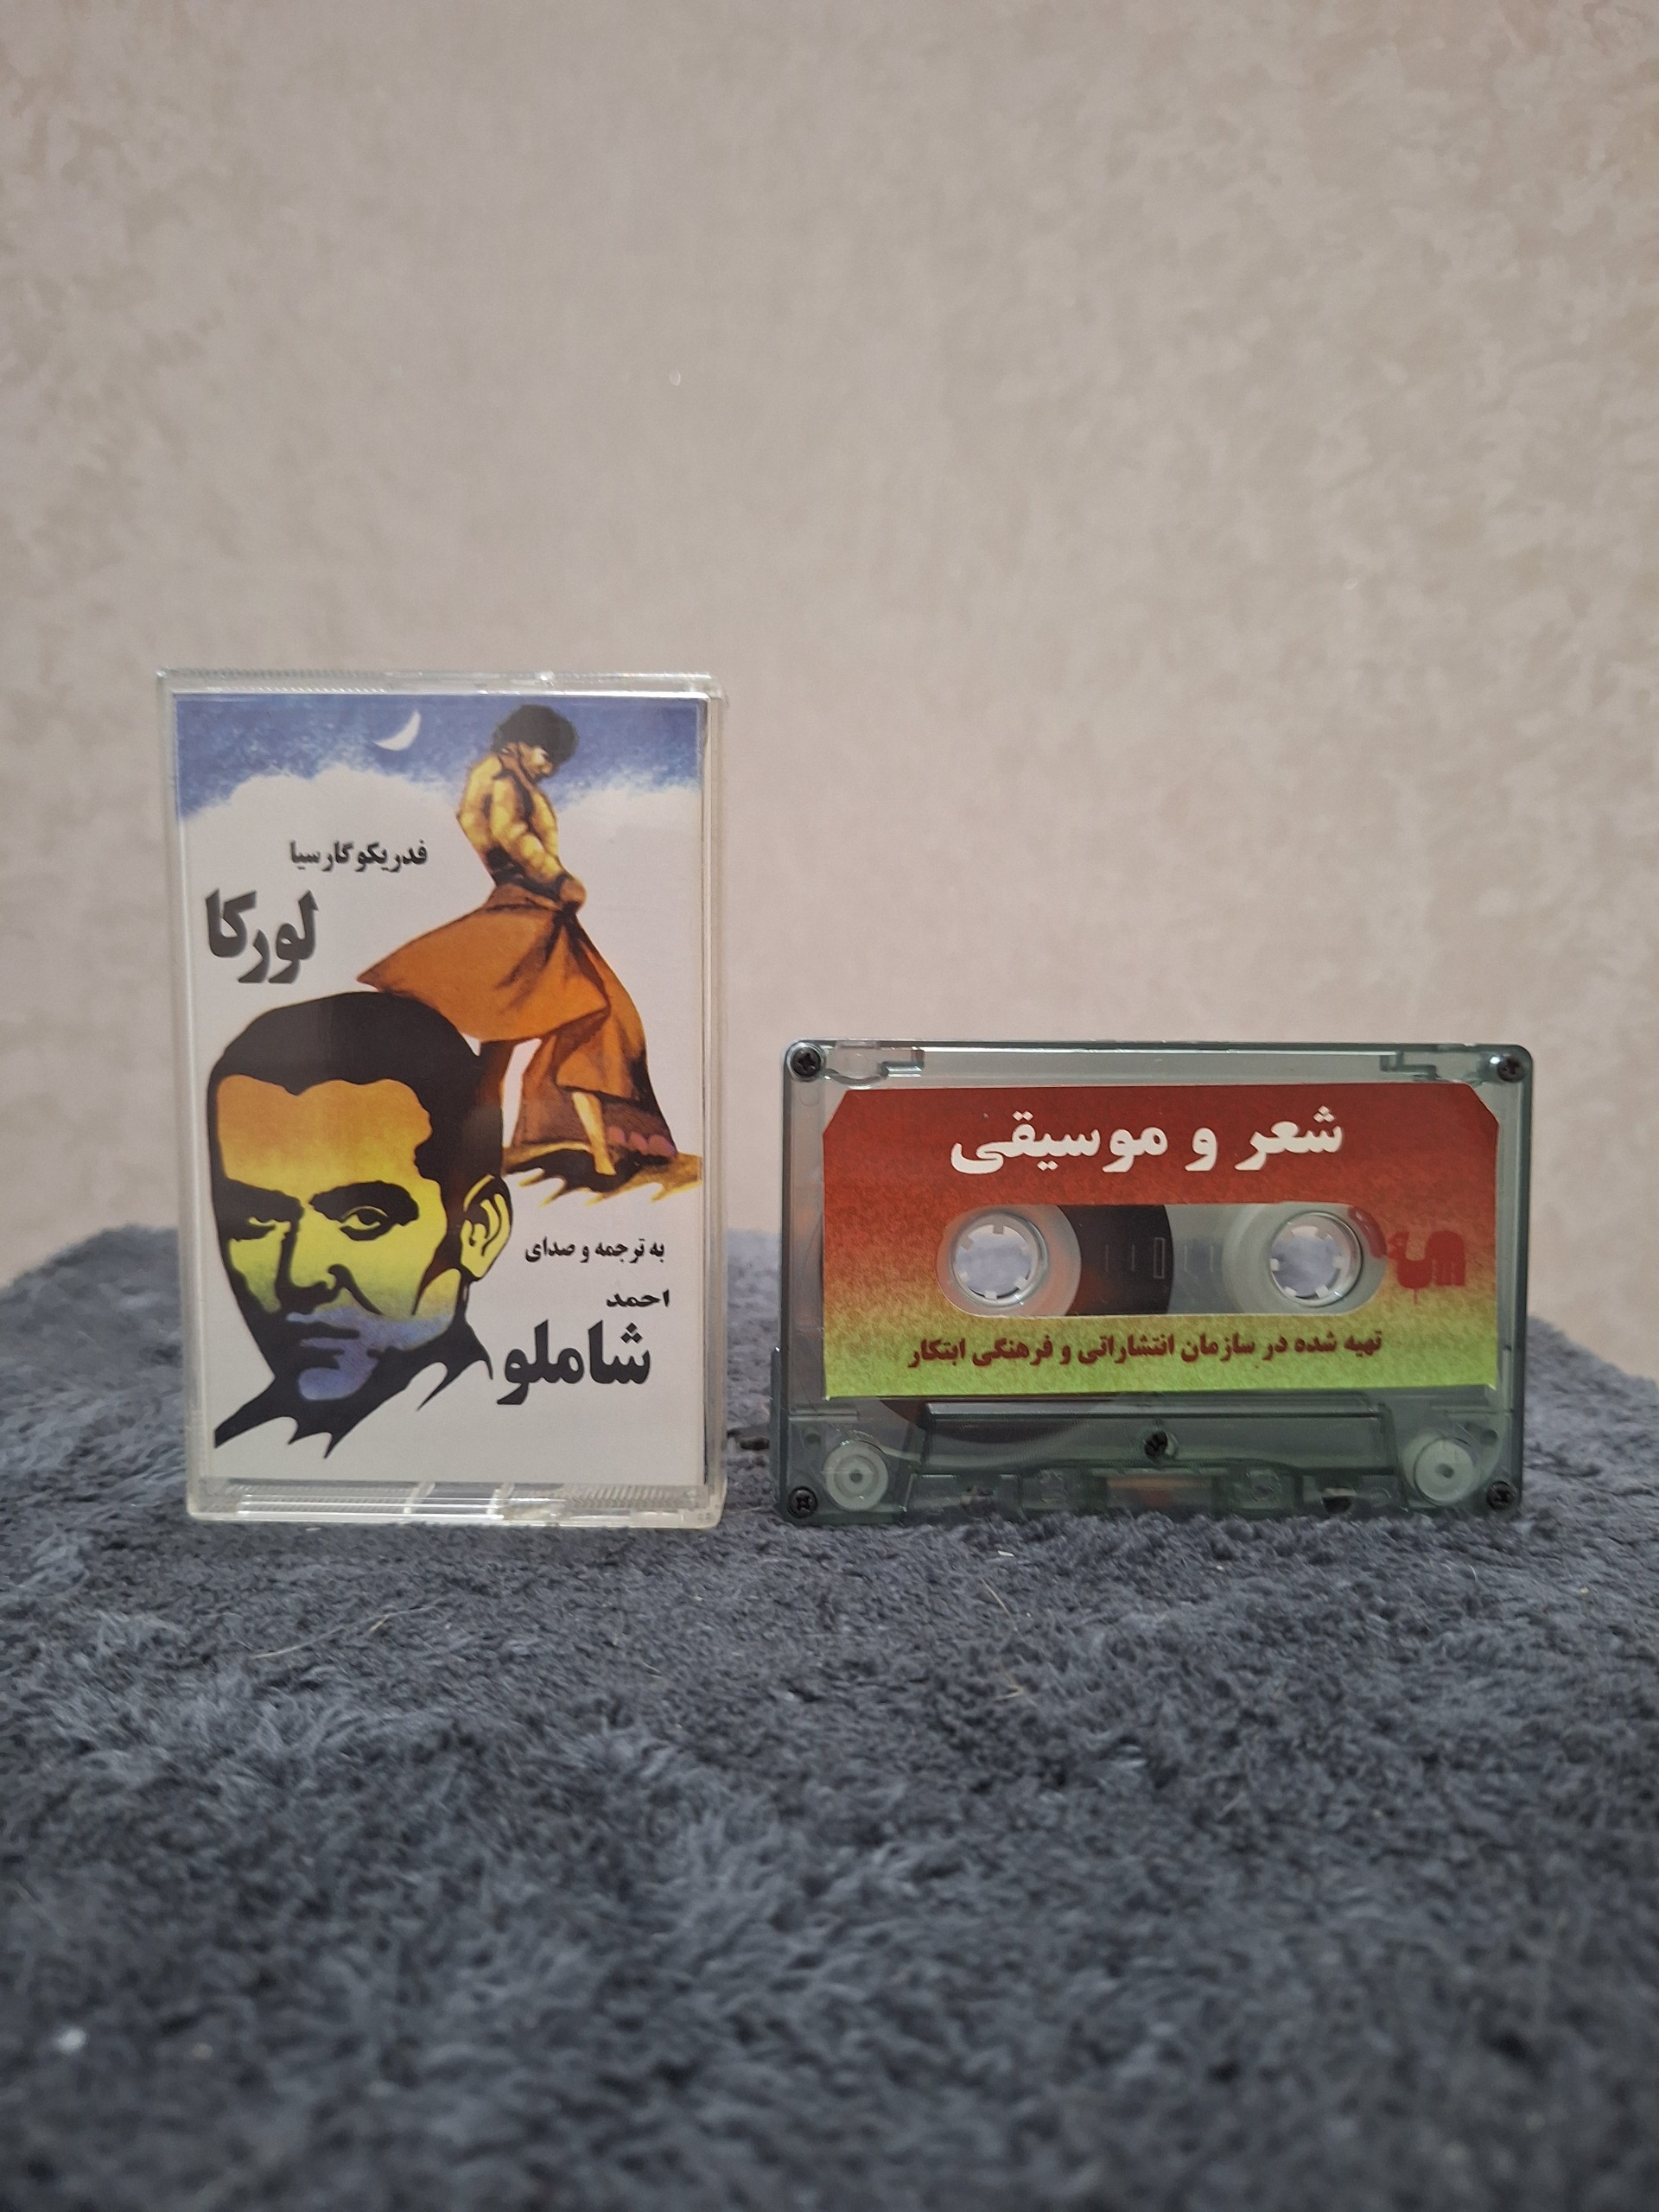 فدریکو گارسیا
لورکا
به ترجمه و صدای
احمد
شاملو
شعر و موسیقی
تهیه شده در سازمان انتشاراتی و فرهنگی ابتکار